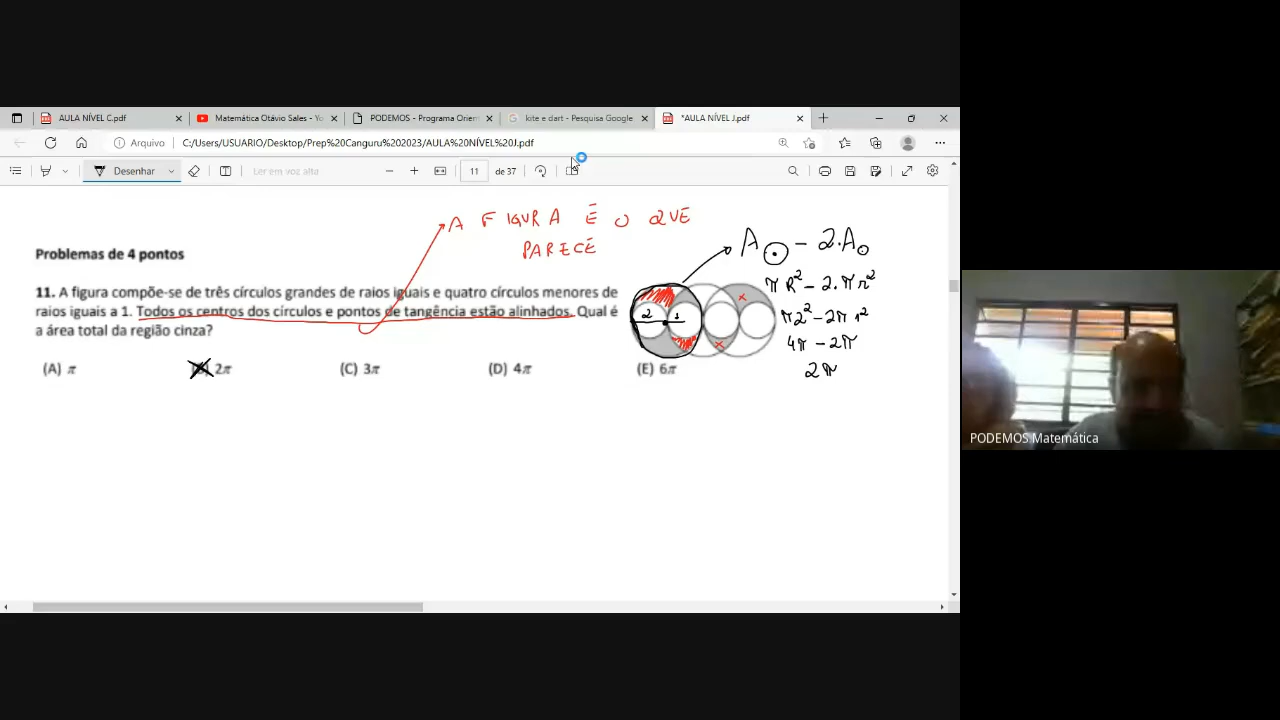 AULA NÍVEL C.pdf
Matemática Otávio Sales - Yo
PODEMOS - Programa Orien
kite e dart - Pesquisa Google
*AULA NÍVEL J.pdf
Arquivo
C:/Users/USUARIO/Desktop/Prep%20Canguru%202023/AULA%20NÍVEL%20J.pdf
Desenhar
Ler em voz alta
11 de 37
A FIGURA É O QUE
PARECE
A⊙ - 2.A○
Problemas de 4 pontos
πR² - 2.πr²
11. A figura compõe-se de três círculos grandes de raios iguais e quatro círculos menores de
raios iguais a 1. Todos os centros dos círculos e pontos de tangência estão alinhados. Qual é
a área total da região cinza?
2
1
x
x
π2² - 2π1²
4π - 2π
2π
(A) π
2π
(C) 3π
(D) 4π
(E) 6π
PODEMOS Matemática